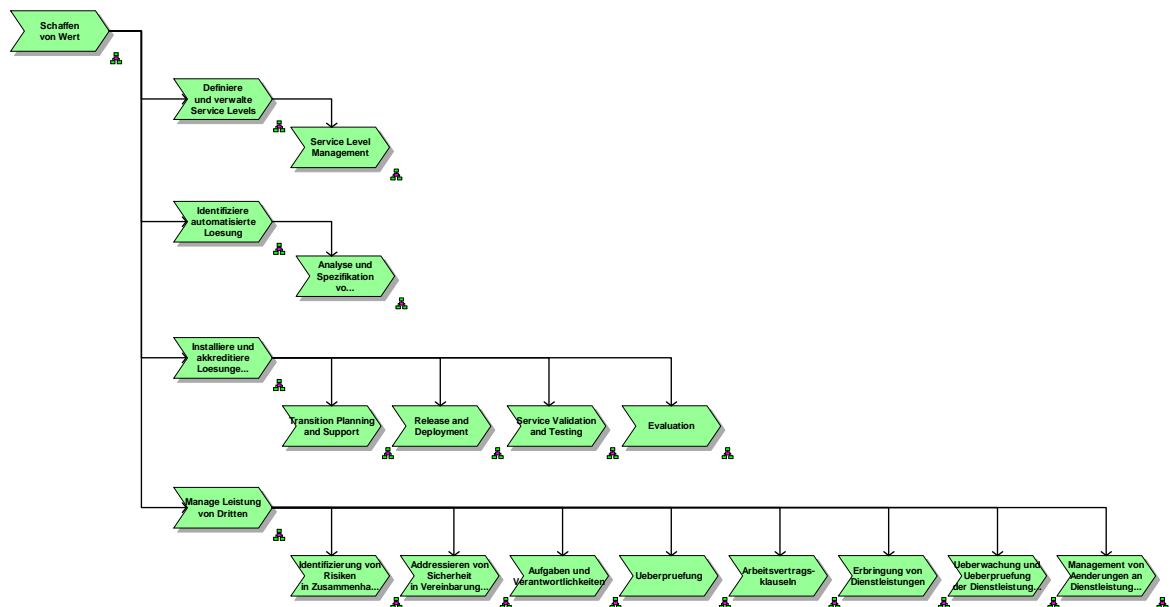 Schaffen
von Wert
Definiere
und verwalte
Service Levels
Service Level
Management
Identifiziere
automatisierte
Loesung
Analyse und
Spezifikation
vo...
Installiere und
akkreditiere
Loesunge...
Transition Planning
and Support
Release and
Deployment
Service Validation
and Testing
Evaluation
Manage Leistung
von Dritten
Identifizierung von
Risiken
in Zusammenha...
Addressieren von
Sicherheit
in Vereinbarung...
Aufgaben und
Verantwortlichkeiten
Ueberpruefung
Arbeitsvertrags-
klauseln
Erbringung von
Dienstleistungen
Ueberwachung und
Ueberpruefung
der Dienstleistung...
Management von
Aenderungen an
Dienstleistung...